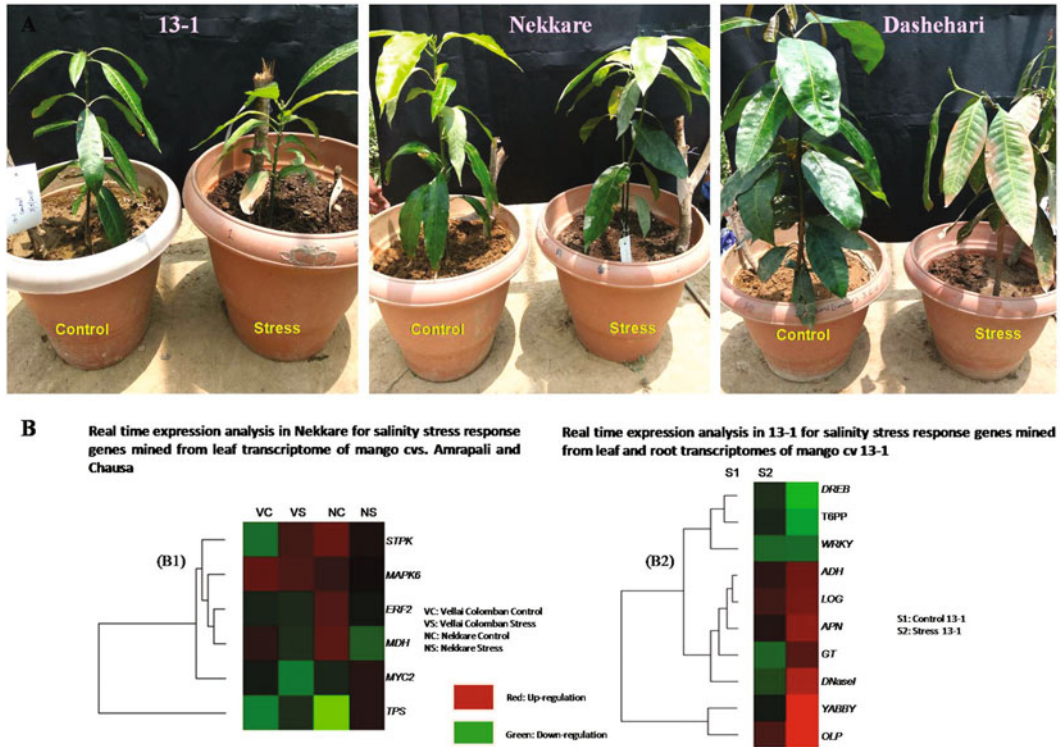 A
13-1
Nekkare
Dashehari
Control
Stress
Control
Stress
Control
Stress
B
Real time expression analysis in Nekkare for salinity stress response
genes mined from leaf transcriptome of mango cvs. Amrapali and
Chausa
Real time expression analysis in 13-1 for salinity stress response genes mined
from leaf and root transcriptomes of mango cv 13-1
VC VS NC NS
(B1)
STPK
MAPK6
ERF2
MDH
MYC2
TPS
VC: Vellai Colomban Control
VS: Vellai Colomban Stress
NC: Nekkare Control
NS: Nekkare Stress
Red: Up-regulation
Green: Down-regulation
S1 S2
(B2)
DREB
T6PP
WRKY
ADH
LOG
APN
GT
DNaseI
YABBY
OLP
S1: Control 13-1
S2: Stress 13-1